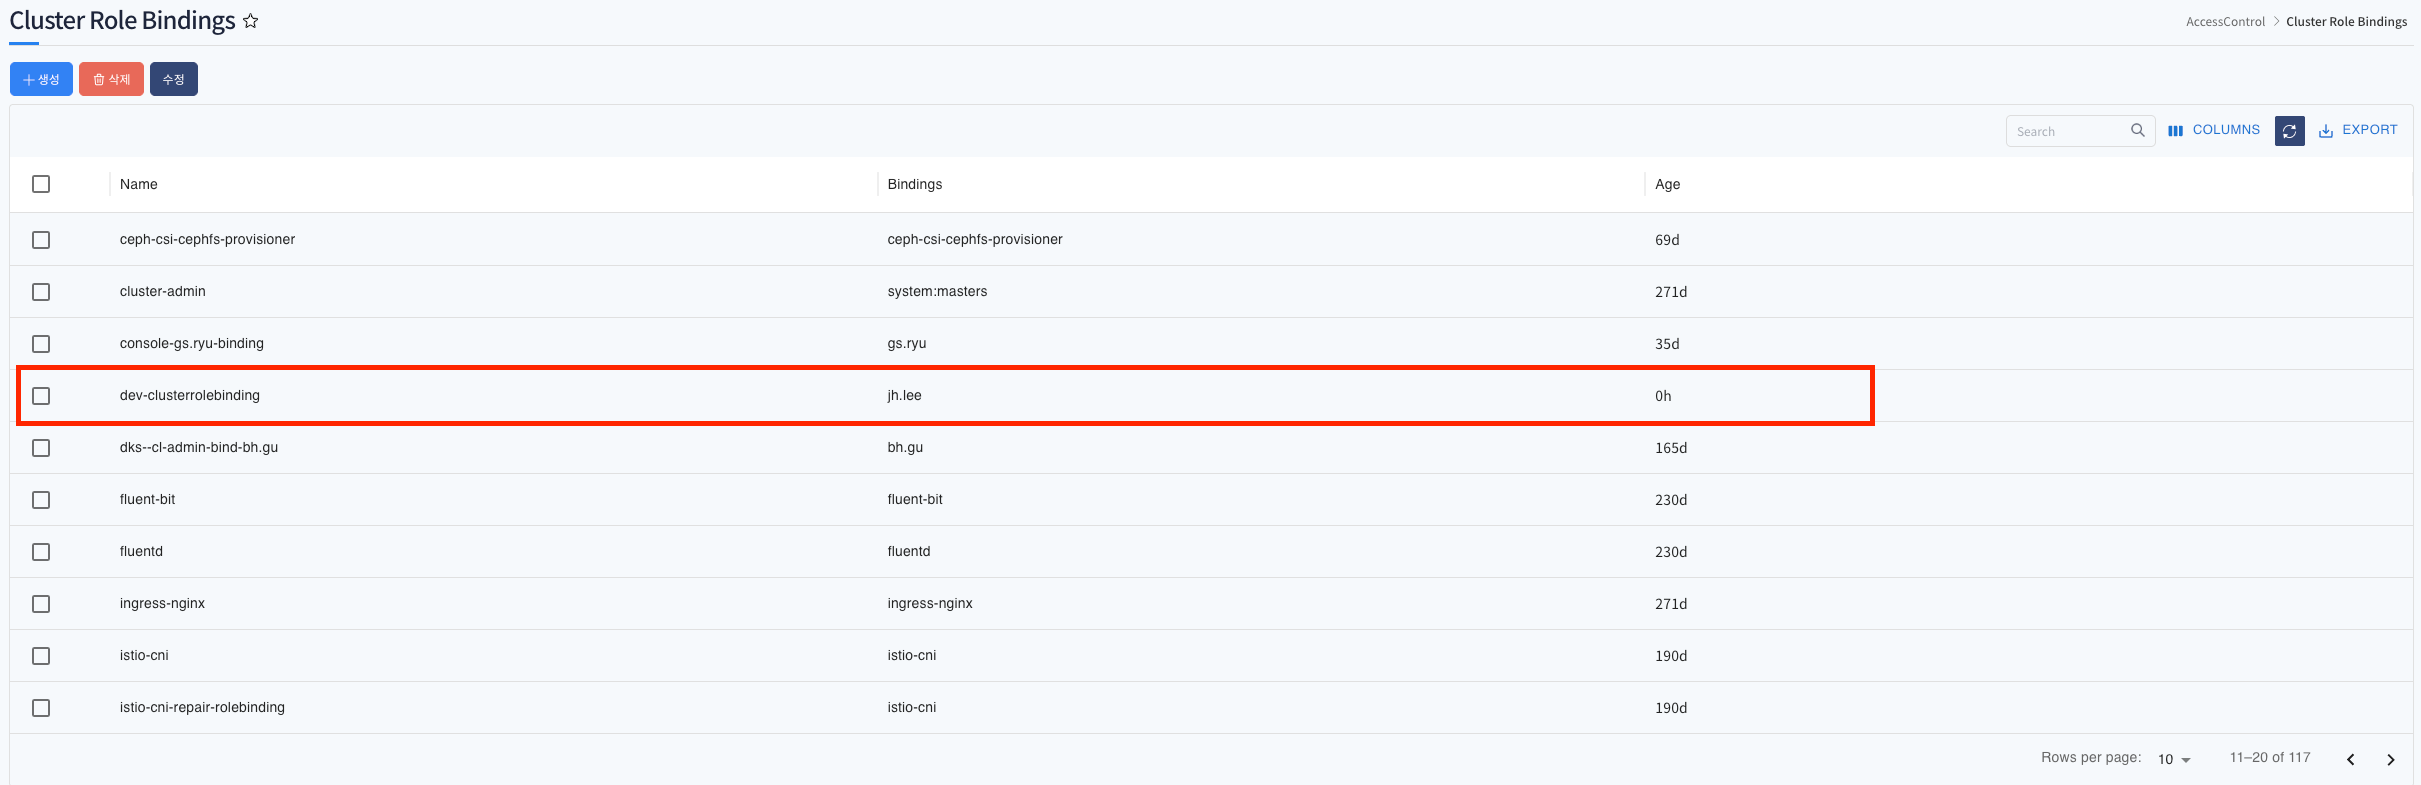 Cluster Role Bindings
AccessControl > Cluster Role Bindings
생성 삭제 수정
Search COLUMNS EXPORT
Name Bindings Age
ceph-csi-cephfs-provisioner ceph-csi-cephfs-provisioner 69d
cluster-admin system:masters 271d
console-gs.ryu-binding gs.ryu 35d
dev-clusterrolebinding jh.lee 0h
dks--cl-admin-bind-bh.gu bh.gu 165d
fluent-bit fluent-bit 230d
fluentd fluentd 230d
ingress-nginx ingress-nginx 271d
istio-cni istio-cni 190d
istio-cni-repair-rolebinding istio-cni 190d
Rows per page: 10 11–20 of 117